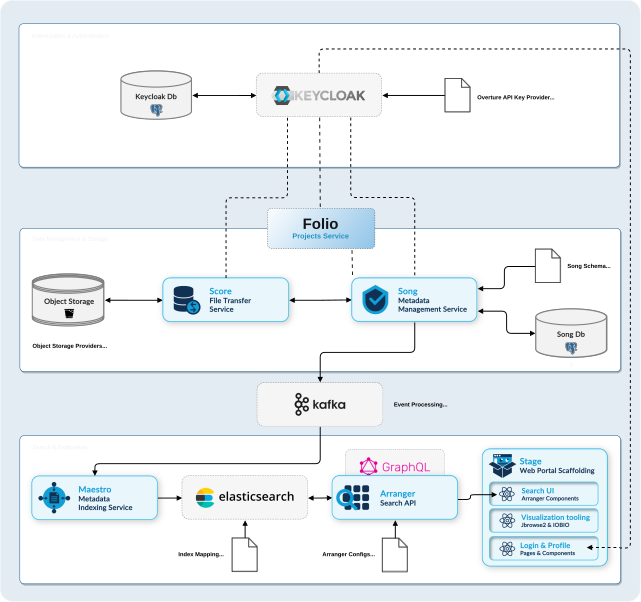 Keycloak Db
KEYCLOAK
Overture API Key Provider...
Folio
Projects Service
Object Storage
Object Storage Providers...
Score
File Transfer
Service
Song
Metadata
Management Service
Song Schema...
Song Db
kafka
Event Processing...
Maestro
Metadata
Indexing Service
elasticsearch
GraphQL
Arranger
Search API
Stage
Web Portal Scaffolding
Search UI
Arranger Components
Visualization tooling
Jbrowse2 & IOBIO
Login & Profile
Pages & Components
Index Mapping...
Arranger Configs...